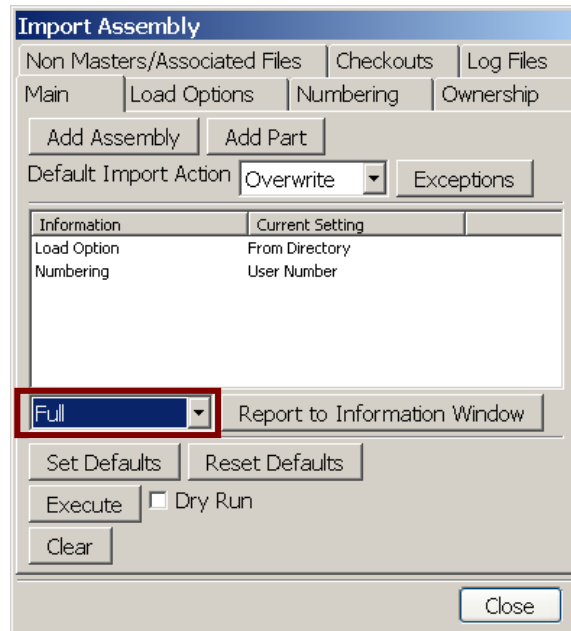 Import Assembly
Non Masters/Associated Files Checkouts Log Files
Main Load Options Numbering Ownership
Add Assembly Add Part
Default Import Action Overwrite Exceptions
Information Current Setting
Load Option From Directory
Numbering User Number
Full Report to Information Window
Set Defaults Reset Defaults
Execute Dry Run
Clear
Close